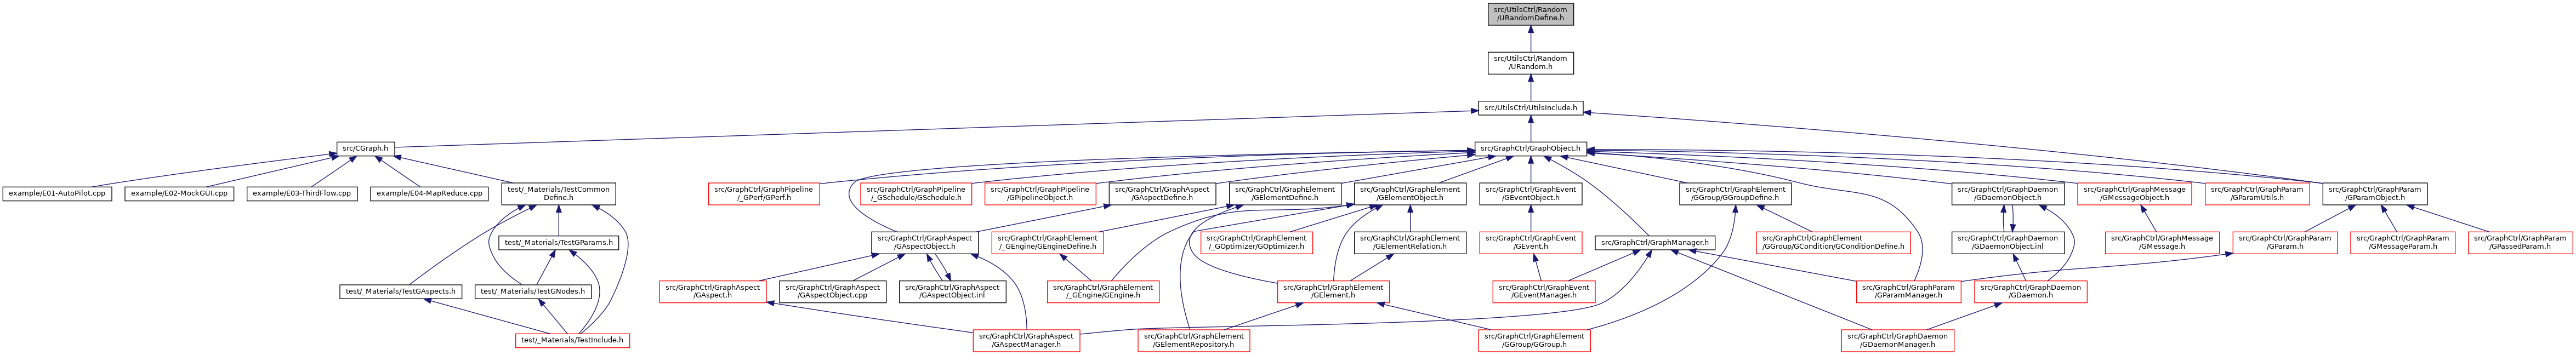 src/UtilsCtrl/Random
/URandomDefine.h
src/UtilsCtrl/Random
/URandom.h
src/UtilsCtrl/UtilsInclude.h
src/CGraph.h
src/GraphCtrl/GraphObject.h
example/E01-AutoPilot.cpp
example/E02-MockGUI.cpp
example/E03-ThirdFlow.cpp
example/E04-MapReduce.cpp
test/_Materials/TestCommon
Define.h
src/GraphCtrl/GraphPipeline
/_GPerf/GPerf.h
src/GraphCtrl/GraphPipeline
/_GSchedule/GSchedule.h
src/GraphCtrl/GraphPipeline
/GPipelineObject.h
src/GraphCtrl/GraphAspect
/GAspectDefine.h
src/GraphCtrl/GraphElement
/GElementDefine.h
src/GraphCtrl/GraphElement
/GElementObject.h
src/GraphCtrl/GraphEvent
/GEventObject.h
src/GraphCtrl/GraphElement
/GGroup/GGroupDefine.h
src/GraphCtrl/GraphDaemon
/GDaemonObject.h
src/GraphCtrl/GraphMessage
/GMessageObject.h
src/GraphCtrl/GraphParam
/GParamUtils.h
src/GraphCtrl/GraphParam
/GParamObject.h
test/_Materials/TestGParams.h
src/GraphCtrl/GraphAspect
/GAspectObject.h
src/GraphCtrl/GraphElement
/_GEngine/GEngineDefine.h
src/GraphCtrl/GraphElement
/_GOptimizer/GOptimizer.h
src/GraphCtrl/GraphElement
/GElementRelation.h
src/GraphCtrl/GraphEvent
/GEvent.h
src/GraphCtrl/GraphManager.h
src/GraphCtrl/GraphElement
/GGroup/GCondition/GConditionDefine.h
src/GraphCtrl/GraphDaemon
/GDaemonObject.inl
src/GraphCtrl/GraphMessage
/GMessage.h
src/GraphCtrl/GraphParam
/GParam.h
src/GraphCtrl/GraphParam
/GMessageParam.h
src/GraphCtrl/GraphParam
/GPassedParam.h
test/_Materials/TestGAspects.h
test/_Materials/TestGNodes.h
src/GraphCtrl/GraphAspect
/GAspect.h
src/GraphCtrl/GraphAspect
/GAspectObject.cpp
src/GraphCtrl/GraphAspect
/GAspectObject.inl
src/GraphCtrl/GraphElement
/_GEngine/GEngine.h
src/GraphCtrl/GraphElement
/GElement.h
src/GraphCtrl/GraphEvent
/GEventManager.h
src/GraphCtrl/GraphParam
/GParamManager.h
src/GraphCtrl/GraphDaemon
/GDaemon.h
test/_Materials/TestInclude.h
src/GraphCtrl/GraphAspect
/GAspectManager.h
src/GraphCtrl/GraphElement
/GElementRepository.h
src/GraphCtrl/GraphElement
/GGroup/GGroup.h
src/GraphCtrl/GraphDaemon
/GDaemonManager.h